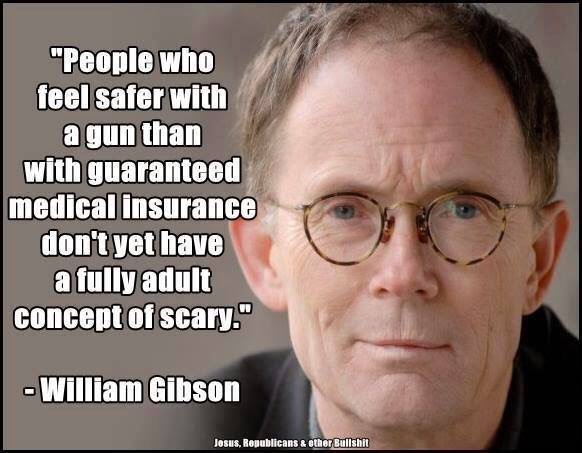 "People who
feel safer with
a gun than
with guaranteed
medical insurance
don't yet have
a fully adult
concept of scary."
- William Gibson
Jesus, Republicans & other Bullshit